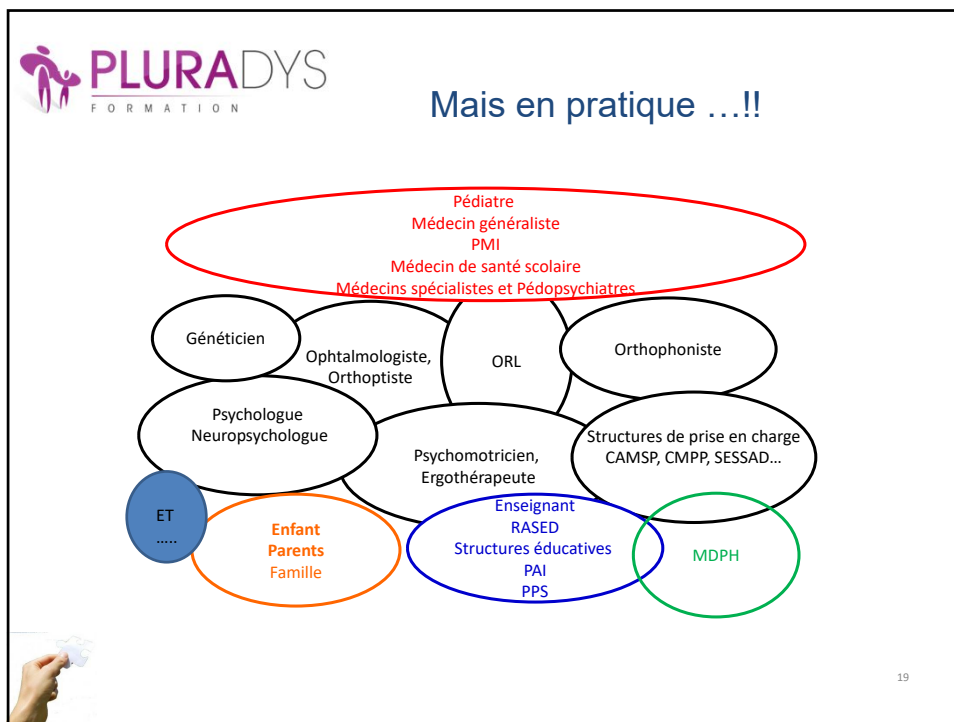 PLURADYS
FORMATION
Mais en pratique …!!
Pédiatre
Médecin généraliste
PMI
Médecin de santé scolaire
Médecins spécialistes et Pédopsychiatres
Généticien
Ophtalmologiste,
Orthoptiste
ORL
Orthophoniste
Psychologue
Neuropsychologue
Psychomotricien,
Ergothérapeute
Structures de prise en charge
CAMSP, CMPP, SESSAD…
ET
…..
Enfant
Parents
Famille
Enseignant
RASED
Structures éducatives
PAI
PPS
MDPH
19